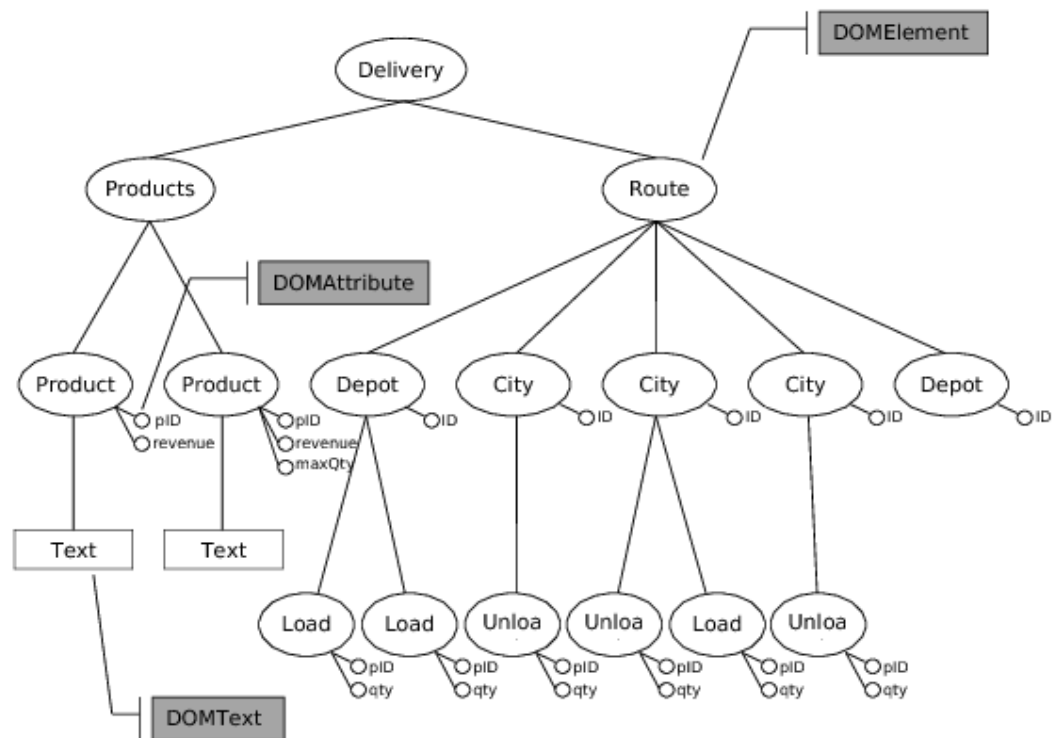 DOMElement
Delivery
Products
Route
DOMAttribute
Product
Product
Depot
City
City
City
Depot
pID
revenue
pID
revenue
maxQty
ID
ID
ID
ID
ID
Text
Text
Load
Load
Unloa
Unloa
Load
Unloa
pID
qty
pID
qty
pID
qty
pID
qty
pID
qty
pID
qty
DOMText